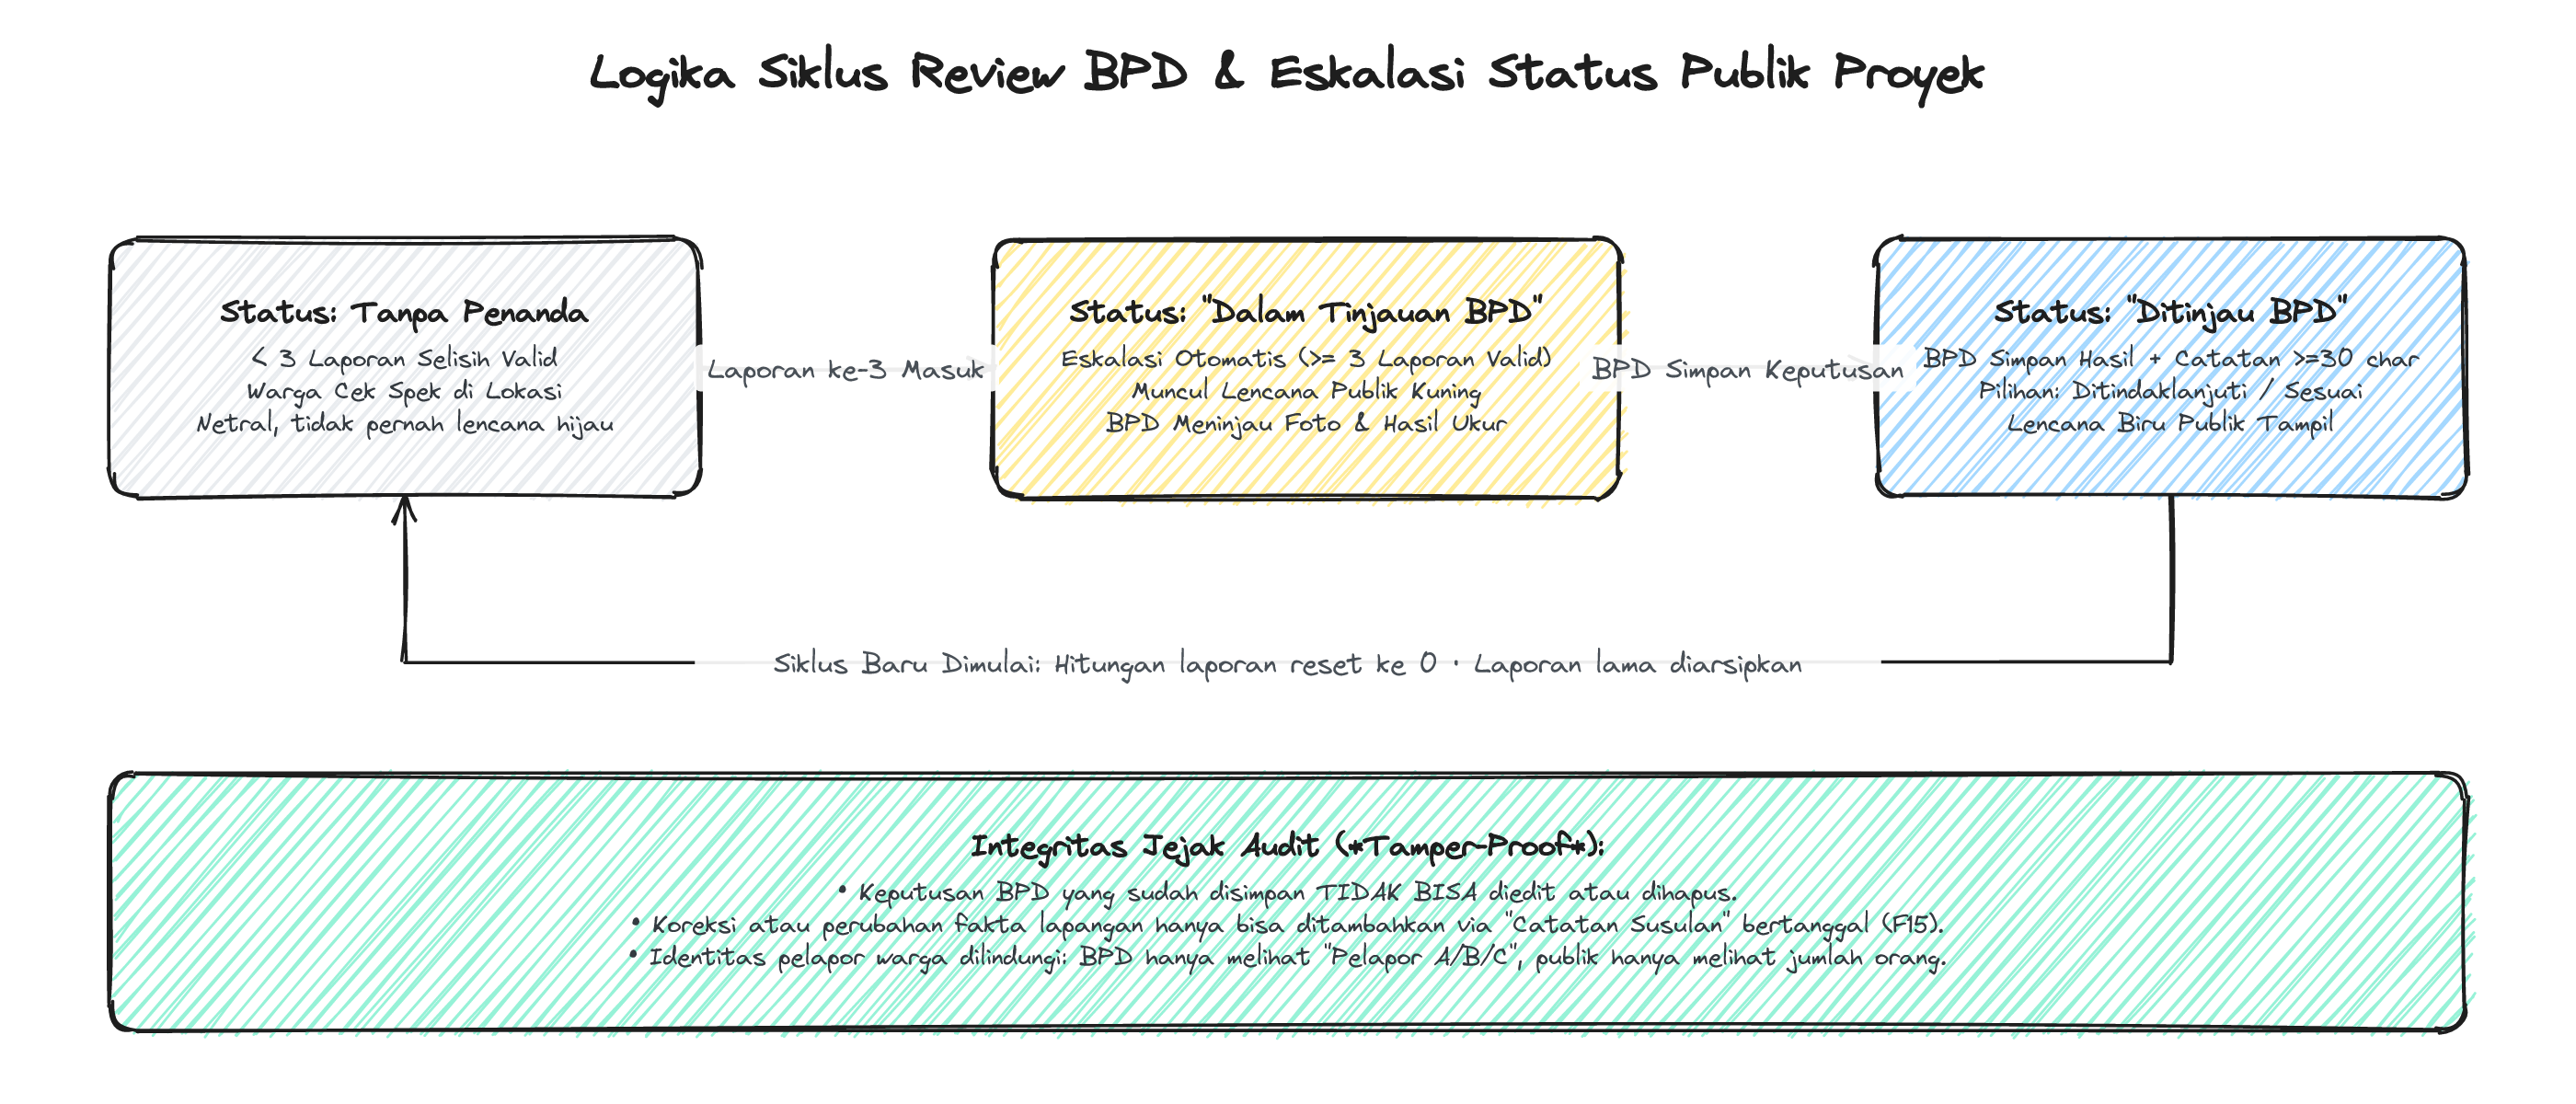 Logika Siklus Review BPD & Eskalasi Status Publik Proyek
Status: Tanpa Penanda
< 3 Laporan Selisih Valid
Warga Cek Spek di Lokasi
Netral, tidak pernah lencana hijau
Laporan ke-3 Masuk
Status: "Dalam Tinjauan BPD"
Eskalasi Otomatis (>= 3 Laporan Valid)
Muncul Lencana Publik Kuning
BPD Meninjau Foto & Hasil Ukur
BPD Simpan Keputusan
Status: "Ditinjau BPD"
BPD Simpan Hasil + Catatan >=30 char
Pilihan: Ditindaklanjuti / Sesuai
Lencana Biru Publik Tampil
Siklus Baru Dimulai: Hitungan laporan reset ke 0 · Laporan lama diarsipkan
Integritas Jejak Audit (*Tamper-Proof*):
• Keputusan BPD yang sudah disimpan TIDAK BISA diedit atau dihapus.
• Koreksi atau perubahan fakta lapangan hanya bisa ditambahkan via "Catatan Susulan" bertanggal (F15).
• Identitas pelapor warga dilindungi: BPD hanya melihat "Pelapor A/B/C", publik hanya melihat jumlah orang.